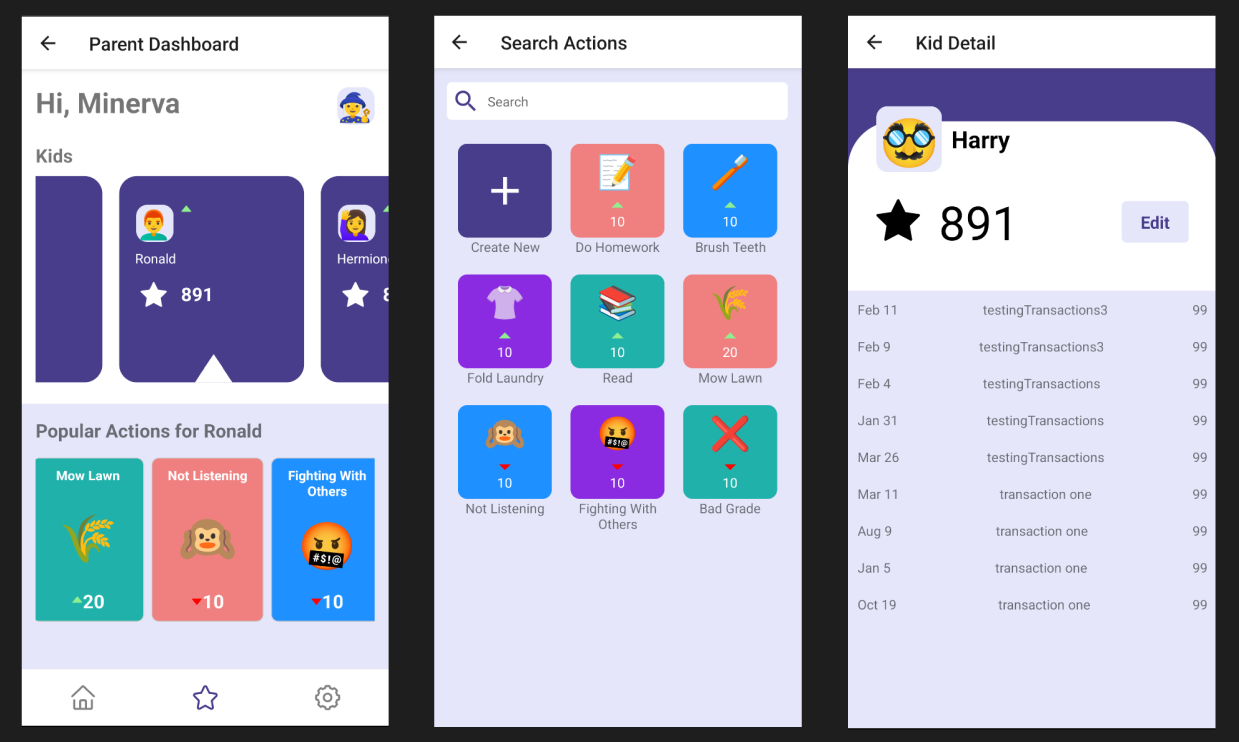 Parent Dashboard
Hi, Minerva
Kids
Ronald
891
Hermion
8
Popular Actions for Ronald
Mow Lawn
20
Not Listening
10
Fighting With
Others
#$!@
10
Search Actions
Search
Create New
10
Do Homework
10
Brush Teeth
10
Fold Laundry
10
Read
20
Mow Lawn
10
Not Listening
#$!@
10
Fighting With
Others
10
Bad Grade
Kid Detail
Harry
891
Edit
Feb 11 testingTransactions3 99
Feb 9 testingTransactions3 99
Feb 4 testingTransactions 99
Jan 31 testingTransactions 99
Mar 26 testingTransactions 99
Mar 11 transaction one 99
Aug 9 transaction one 99
Jan 5 transaction one 99
Oct 19 transaction one 99